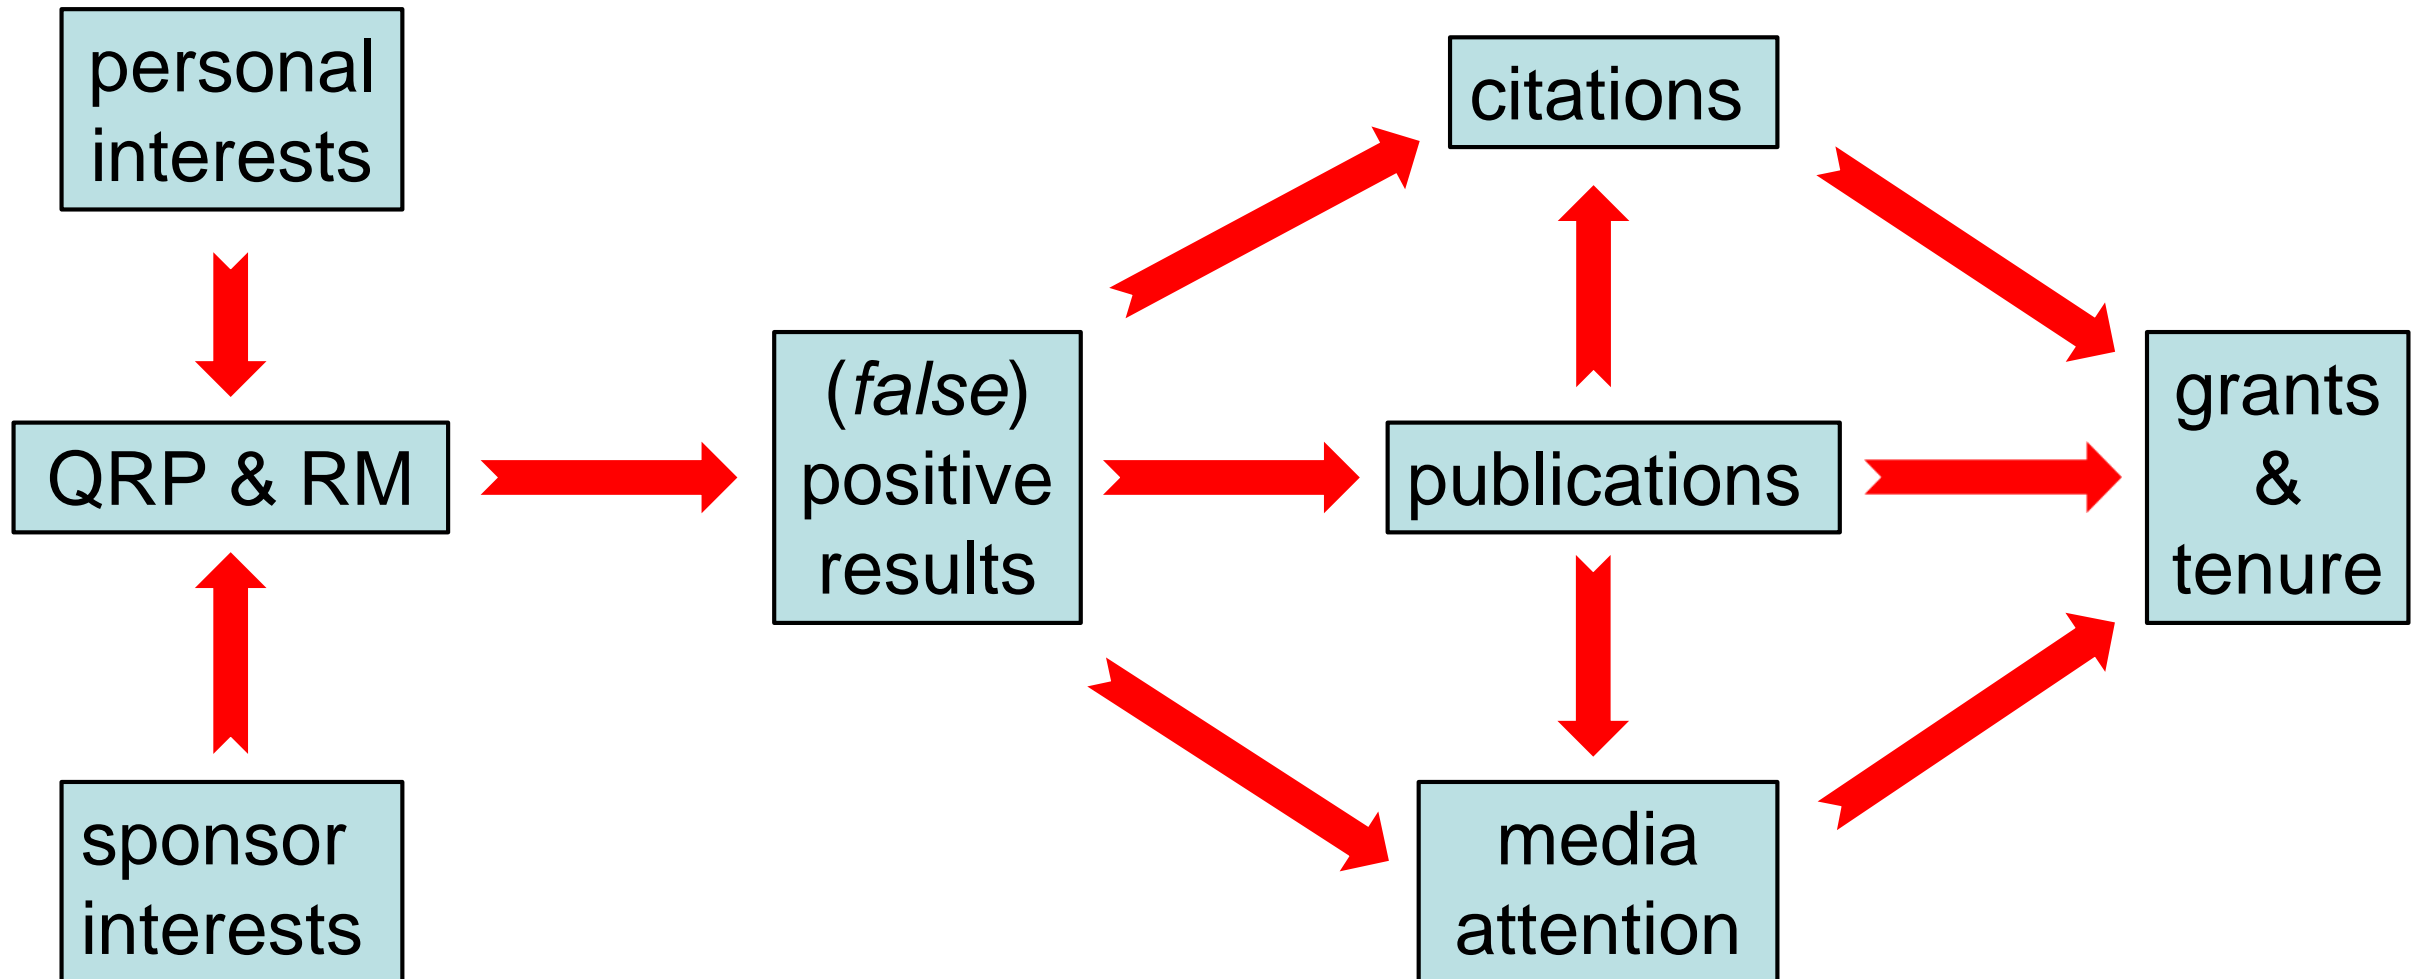 personal
interests
QRP & RM
sponsor
interests
(false)
positive
results
citations
publications
media
attention
grants
&
tenure